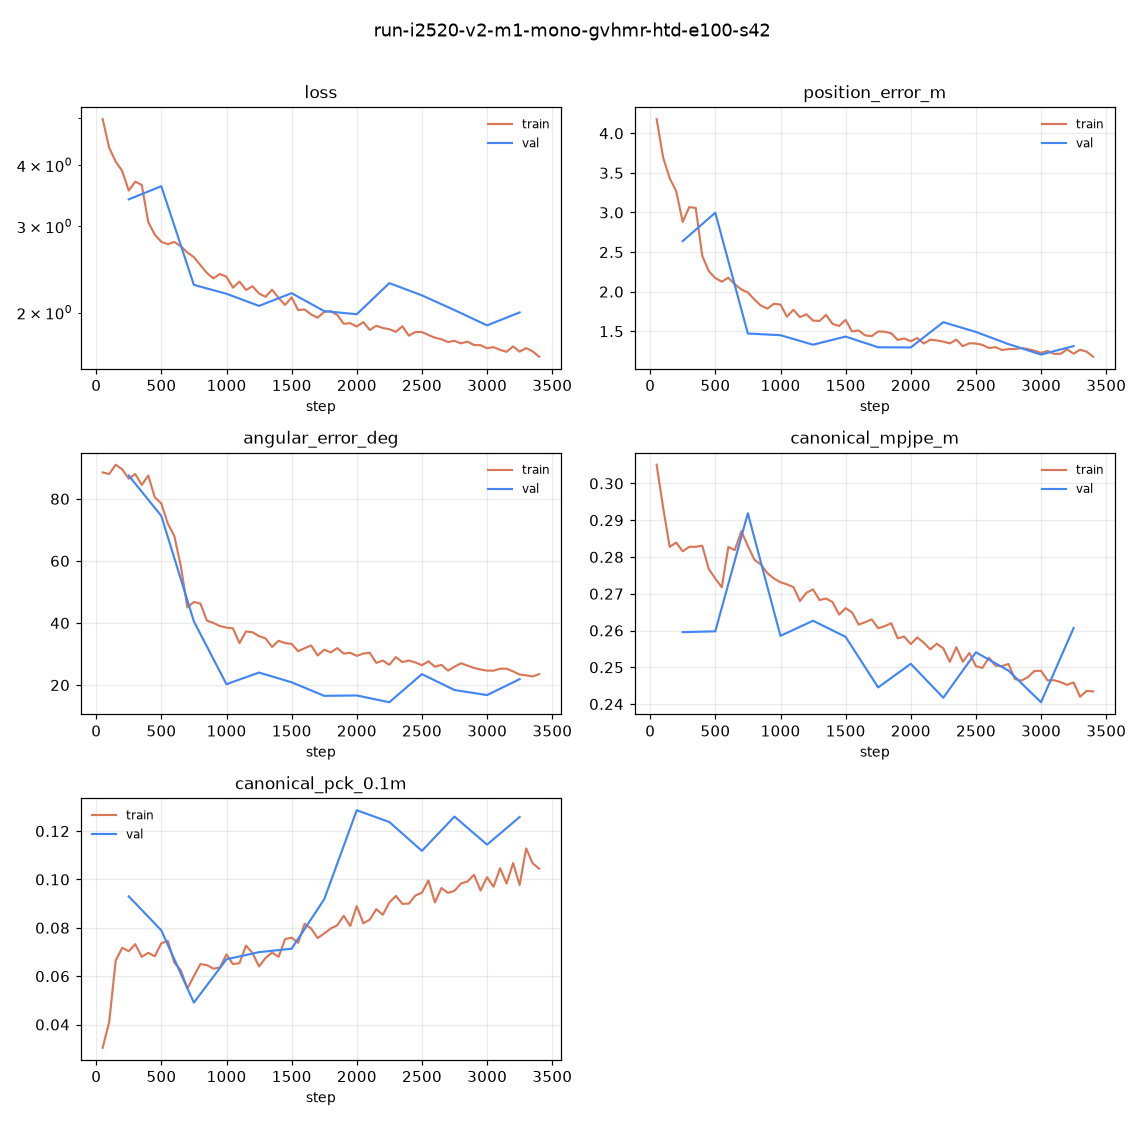 run-i2520-v2-m1-mono-gvhmr-htd-e100-s42
loss
train
val
4 × 10⁰
3 × 10⁰
2 × 10⁰
0 500 1000 1500 2000 2500 3000 3500
step
position_error_m
train
val
4.0
3.5
3.0
2.5
2.0
1.5
0 500 1000 1500 2000 2500 3000 3500
step
angular_error_deg
train
val
80
60
40
20
0 500 1000 1500 2000 2500 3000 3500
step
canonical_mpjpe_m
train
val
0.30
0.29
0.28
0.27
0.26
0.25
0.24
0 500 1000 1500 2000 2500 3000 3500
step
canonical_pck_0.1m
train
val
0.12
0.10
0.08
0.06
0.04
0 500 1000 1500 2000 2500 3000 3500
step